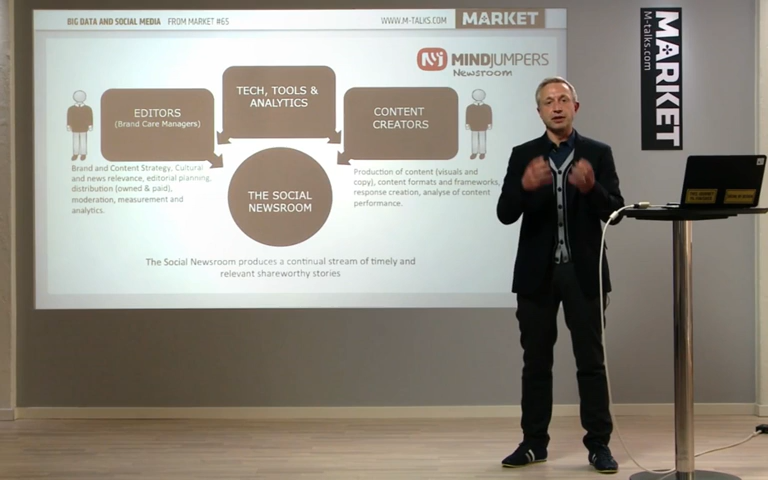 BIG DATA AND SOCIAL MEDIA FROM MARKET #65
WWW.M-TALKS.COM
MARKET
MINDJUMPERS
Newsroom
EDITORS
(Brand Care Managers)
TECH, TOOLS &
ANALYTICS
CONTENT
CREATORS
Brand and Content Strategy, Cultural
and news relevance, editorial planning,
distribution (owned & paid),
moderation, measurement and
analytics.
THE SOCIAL
NEWSROOM
Production of content (visuals and
copy), content formats and frameworks,
response creation, analyse of content
performance.
The Social Newsroom produces a continual stream of timely and
relevant shareworthy stories
MARKET
M-talks.com